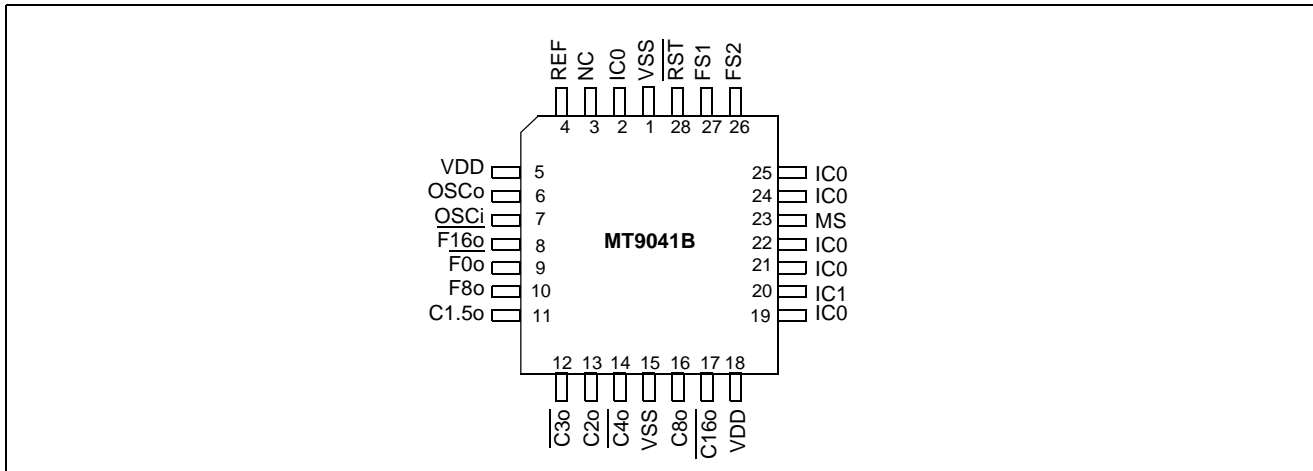 REF NC IC0 VSS RST FS1 FS2
4 3 2 1 28 27 26
VDD 5
OSCo 6
OSCi 7
F16o 8
F0o 9
F8o 10
C1.5o 11
MT9041B
25 IC0
24 IC0
23 MS
22 IC0
21 IC0
20 IC1
19 IC0
12 13 14 15 16 17 18
C3o C2o C4o VSS C8o C16o VDD